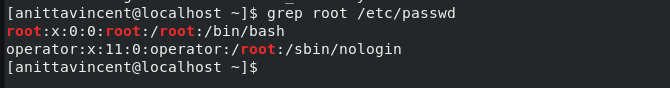 [anittavincent@localhost ~]$ grep root /etc/passwd
root:x:0:0:root:/root:/bin/bash
operator:x:11:0:operator:/root:/sbin/nologin
[anittavincent@localhost ~]$